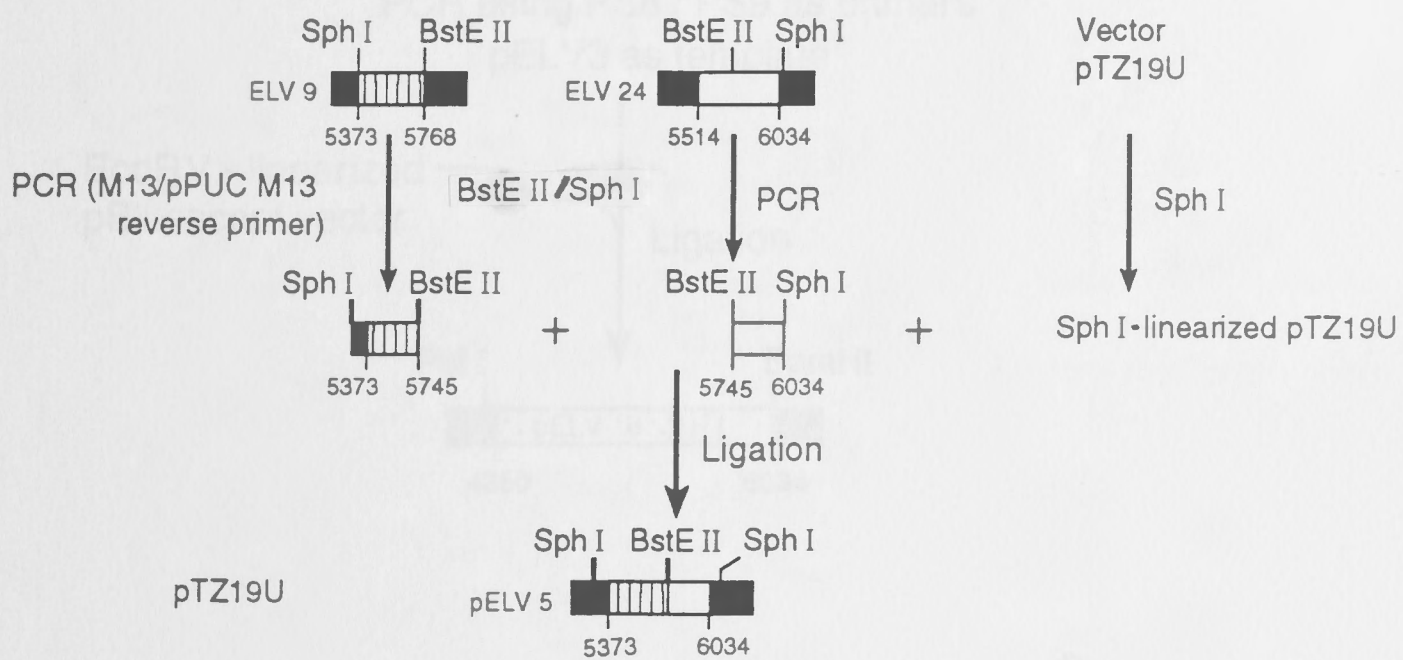 Sph I BstE II
BstE II Sph I
Vector
pTZ19U
ELV 9
ELV 24
5373 5768
5514 6034
PCR (M13/pPUC M13
reverse primer)
BstE II/Sph I
PCR
Sph I
Sph I BstE II
BstE II Sph I
+
+
Sph I-linearized pTZ19U
5373 5745
5745 6034
Ligation
Sph I BstE II Sph I
pTZ19U
pELV 5
5373 6034